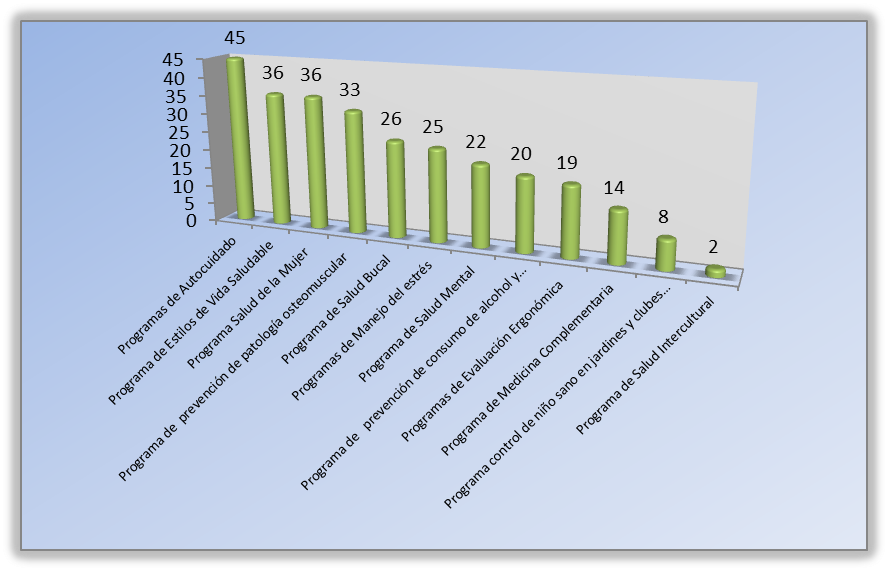 45
36
36
33
26
25
22
20
19
14
8
2
45
40
35
30
25
20
15
10
5
0
Programas de Autocuidado
Programa de Estilos de Vida Saludable
Programa Salud de la Mujer
Programa de  prevención de patología osteomuscular
Programa de Salud Bucal
Programas de Manejo del estrés
Programa de Salud Mental
Programa de  prevención de consumo de alcohol y...
Programas de Evaluación Ergonómica
Programa de Medicina Complementaria
Programa control de niño sano en jardines y clubes...
Programa de Salud Intercultural